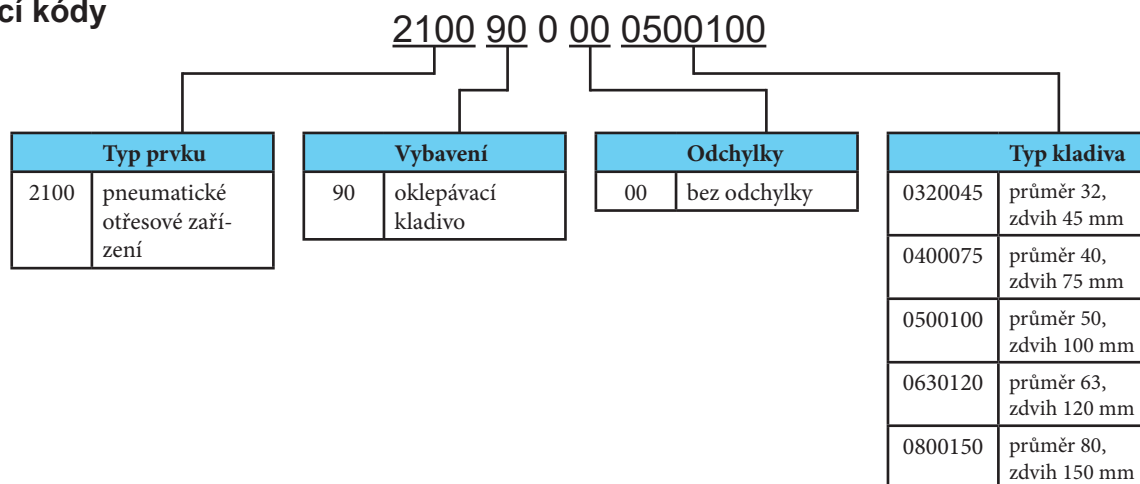 cí kódy
2100 90 0 00 0500100
Typ prvku
2100 pneumatické
otřesové zaří-
zení
Vybavení
90 oklepávací
kladivo
Odchylky
00 bez odchylky
Typ kladiva
0320045 průměr 32,
zdvih 45 mm
0400075 průměr 40,
zdvih 75 mm
0500100 průměr 50,
zdvih 100 mm
0630120 průměr 63,
zdvih 120 mm
0800150 průměr 80,
zdvih 150 mm